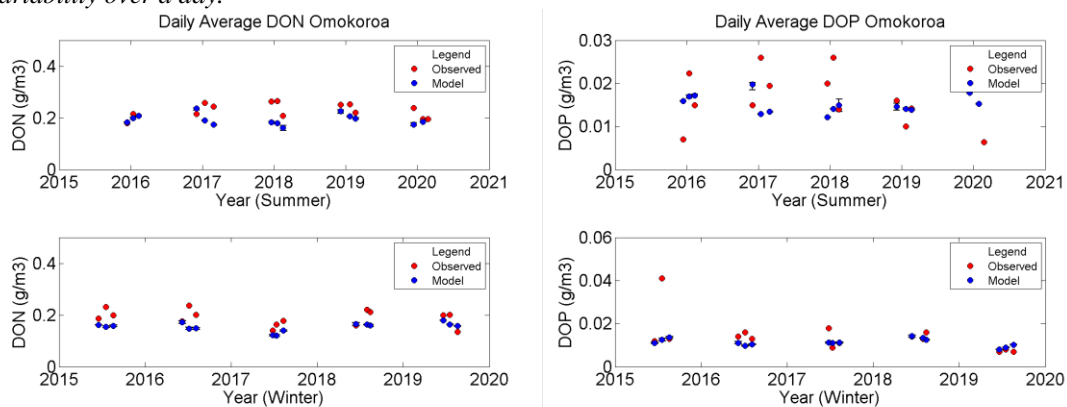 ariability over a day.
Daily Average DON Omokoroa
DON (g/m3)
0.4
0.2
0
Legend
Observed
Model
2015 2016 2017 2018 2019 2020 2021
Year (Summer)
Daily Average DOP Omokoroa
DOP (g/m3)
0.03
0.02
0.01
0
Legend
Observed
Model
2015 2016 2017 2018 2019 2020 2021
Year (Summer)
DON (g/m3)
0.4
0.2
0
Legend
Observed
Model
2015 2016 2017 2018 2019 2020
Year (Winter)
DOP (g/m3)
0.06
0.04
0.02
0
Legend
Observed
Model
2015 2016 2017 2018 2019 2020
Year (Winter)